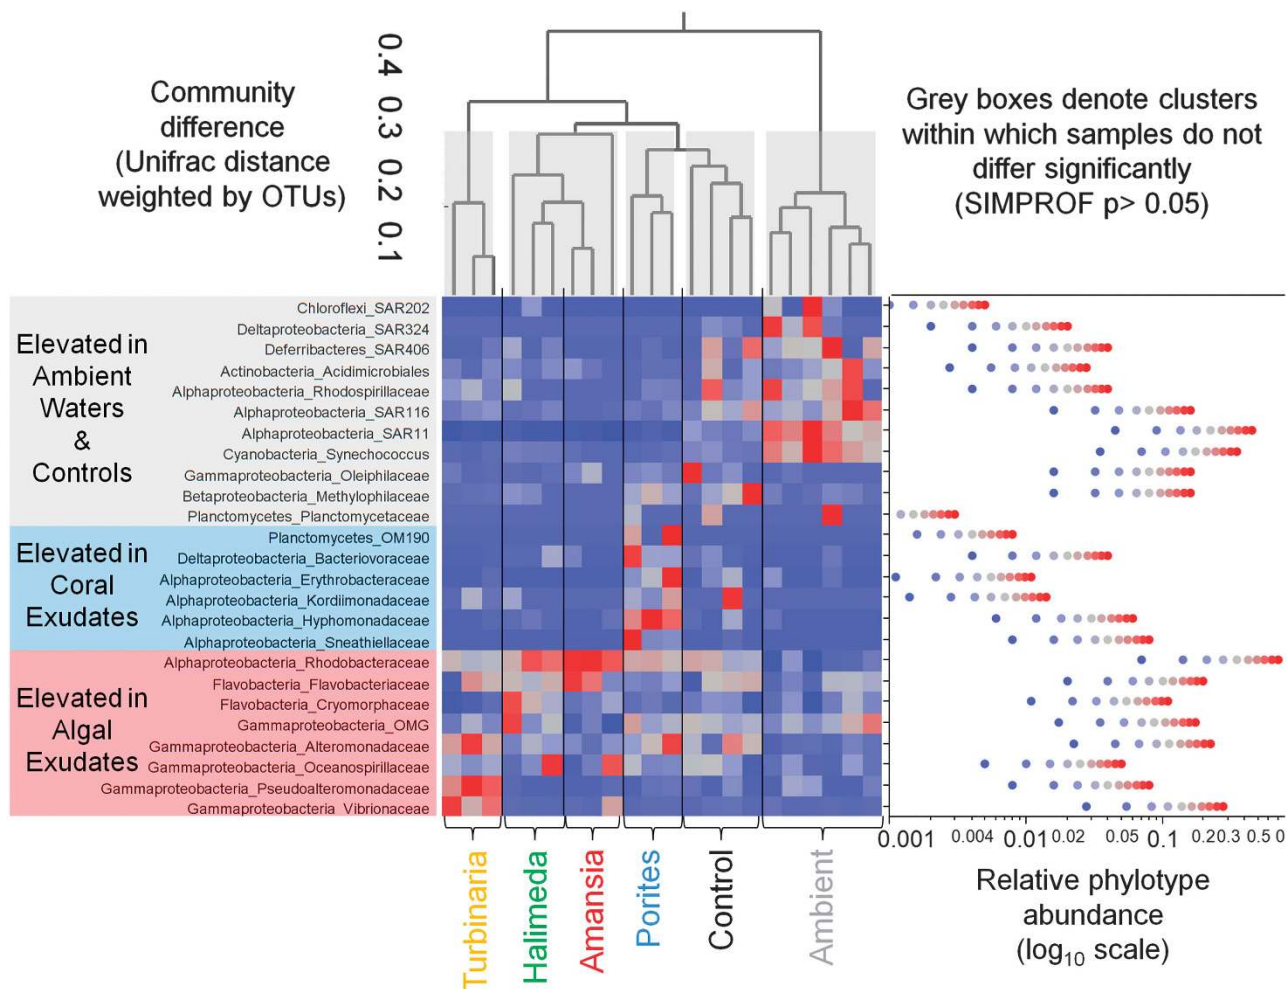 Community
difference
(Unifrac distance
weighted by OTUs)
0.4
0.3
0.2
0.1
Grey boxes denote clusters
within which samples do not
differ significantly
(SIMPROF p> 0.05)
Elevated in
Ambient
Waters
&
Controls
Chloroflexi_SAR202
Deltaproteobacteria_SAR324
Deferribacteres_SAR406
Actinobacteria_Acidimicrobiales
Alphaproteobacteria_Rhodospirillaceae
Alphaproteobacteria_SAR116
Alphaproteobacteria_SAR11
Cyanobacteria_Synechococcus
Gammaproteobacteria_Oleiphilaceae
Betaproteobacteria_Methylophilaceae
Planctomycetes_Planctomycetaceae
Elevated in
Coral
Exudates
Planctomycetes_OM190
Deltaproteobacteria_Bacteriovoraceae
Alphaproteobacteria_Erythrobacteraceae
Alphaproteobacteria_Kordiimonadaceae
Alphaproteobacteria_Hyphomonadaceae
Alphaproteobacteria_Sneathiellaceae
Elevated in
Algal
Exudates
Alphaproteobacteria_Rhodobacteraceae
Flavobacteria_Flavobacteriaceae
Flavobacteria_Cryomorphaceae
Gammaproteobacteria_OMG
Gammaproteobacteria_Alteromonadaceae
Gammaproteobacteria_Oceanospirillaceae
Gammaproteobacteria_Pseudoalteromonadaceae
Gammaproteobacteria_Vibrionaceae
Turbinaria
Halimeda
Amansia
Porites
Control
Ambient
0.001 0.004 0.01 0.02 0.05 0.1 0.2 0.3 0.5
Relative phylotype
abundance
(log10 scale)